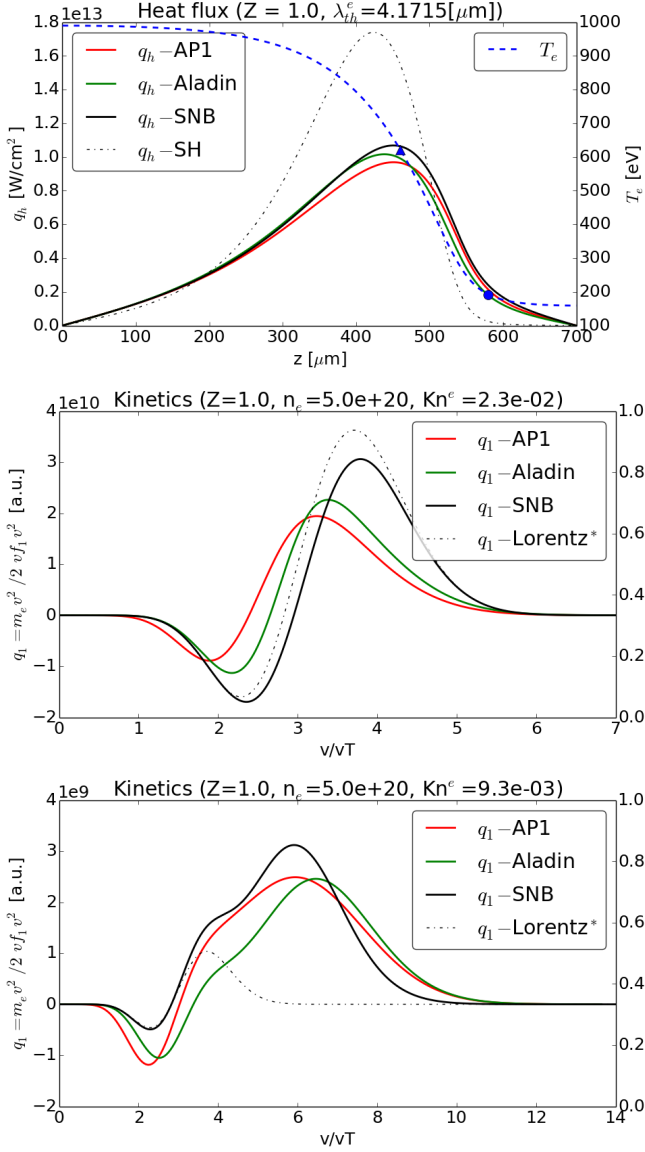 Heat flux (Z = 1.0, λ_th^e=4.1715[μm])
1e13
1.8
1.6
1.4
1.2
1.0
0.8
0.6
0.4
0.2
0.0
q_h [W/cm²]
q_h−AP1
q_h−Aladin
q_h−SNB
q_h−SH
T_e
1000
900
800
700
600
500
400
300
200
100
T_e [eV]
0 100 200 300 400 500 600 700
z [μm]
Kinetics (Z=1.0, n_e=5.0e+20, Kn^e=2.3e-02)
1e10
4
3
2
1
0
−1
−2
q_1=m_e v²/2 v f_1 v² [a.u.]
q_1−AP1
q_1−Aladin
q_1−SNB
q_1−Lorentz*
1.0
0.8
0.6
0.4
0.2
0.0
0 1 2 3 4 5 6 7
v/vT
Kinetics (Z=1.0, n_e=5.0e+20, Kn^e=9.3e-03)
1e9
4
3
2
1
0
−1
−2
q_1=m_e v²/2 v f_1 v² [a.u.]
q_1−AP1
q_1−Aladin
q_1−SNB
q_1−Lorentz*
1.0
0.8
0.6
0.4
0.2
0.0
0 2 4 6 8 10 12 14
v/vT